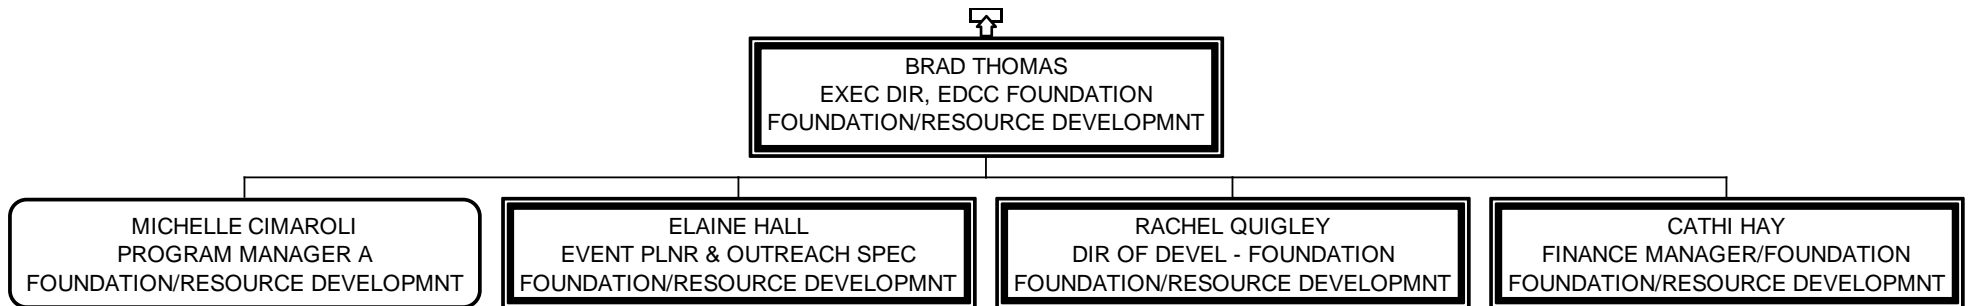 BRAD THOMAS
EXEC DIR, EDCC FOUNDATION
FOUNDATION/RESOURCE DEVELOPMNT
MICHELLE CIMAROLI
PROGRAM MANAGER A
FOUNDATION/RESOURCE DEVELOPMNT
ELAINE HALL
EVENT PLNR & OUTREACH SPEC
FOUNDATION/RESOURCE DEVELOPMNT
RACHEL QUIGLEY
DIR OF DEVEL - FOUNDATION
FOUNDATION/RESOURCE DEVELOPMNT
CATHI HAY
FINANCE MANAGER/FOUNDATION
FOUNDATION/RESOURCE DEVELOPMNT